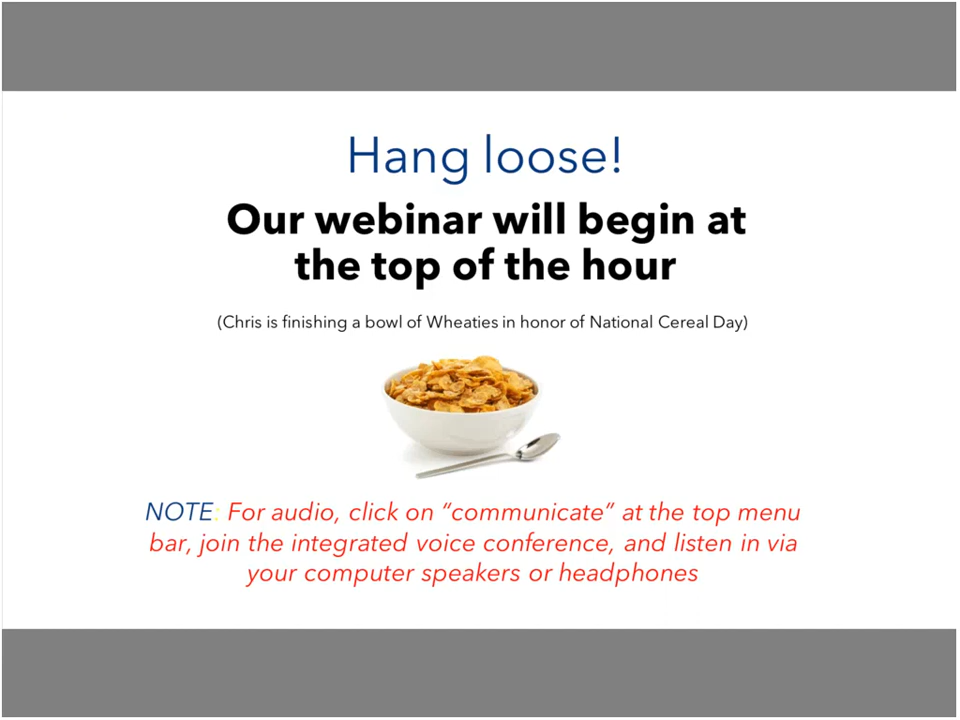 Hang loose!
Our webinar will begin at
the top of the hour
(Chris is finishing a bowl of Wheaties in honor of National Cereal Day)
NOTE: For audio, click on “communicate” at the top menu
bar, join the integrated voice conference, and listen in via
your computer speakers or headphones